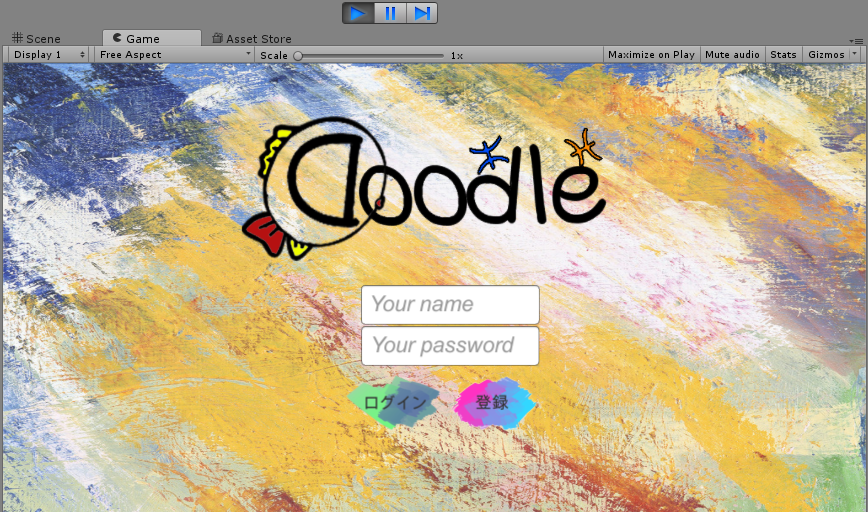 Scene Game Asset Store
Display 1 Free Aspect Scale 1x Maximize on Play Mute audio Stats Gizmos
Doodle
Your name
Your password
ログイン 登録